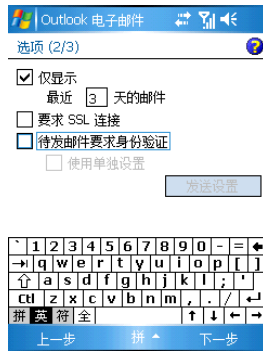 Outlook 电子邮件
选项 (2/3)
仅显示
最近 3 天的邮件
要求 SSL 连接
待发邮件要求身份验证
使用单独设置
发送设置
` 1 2 3 4 5 6 7 8 9 0 - =
q w e r t y u i o p [ ]
a s d f g h j k l ; '
Ctl z x c v b n m , . /
拼 英 符 全
上一步 拼 下一步